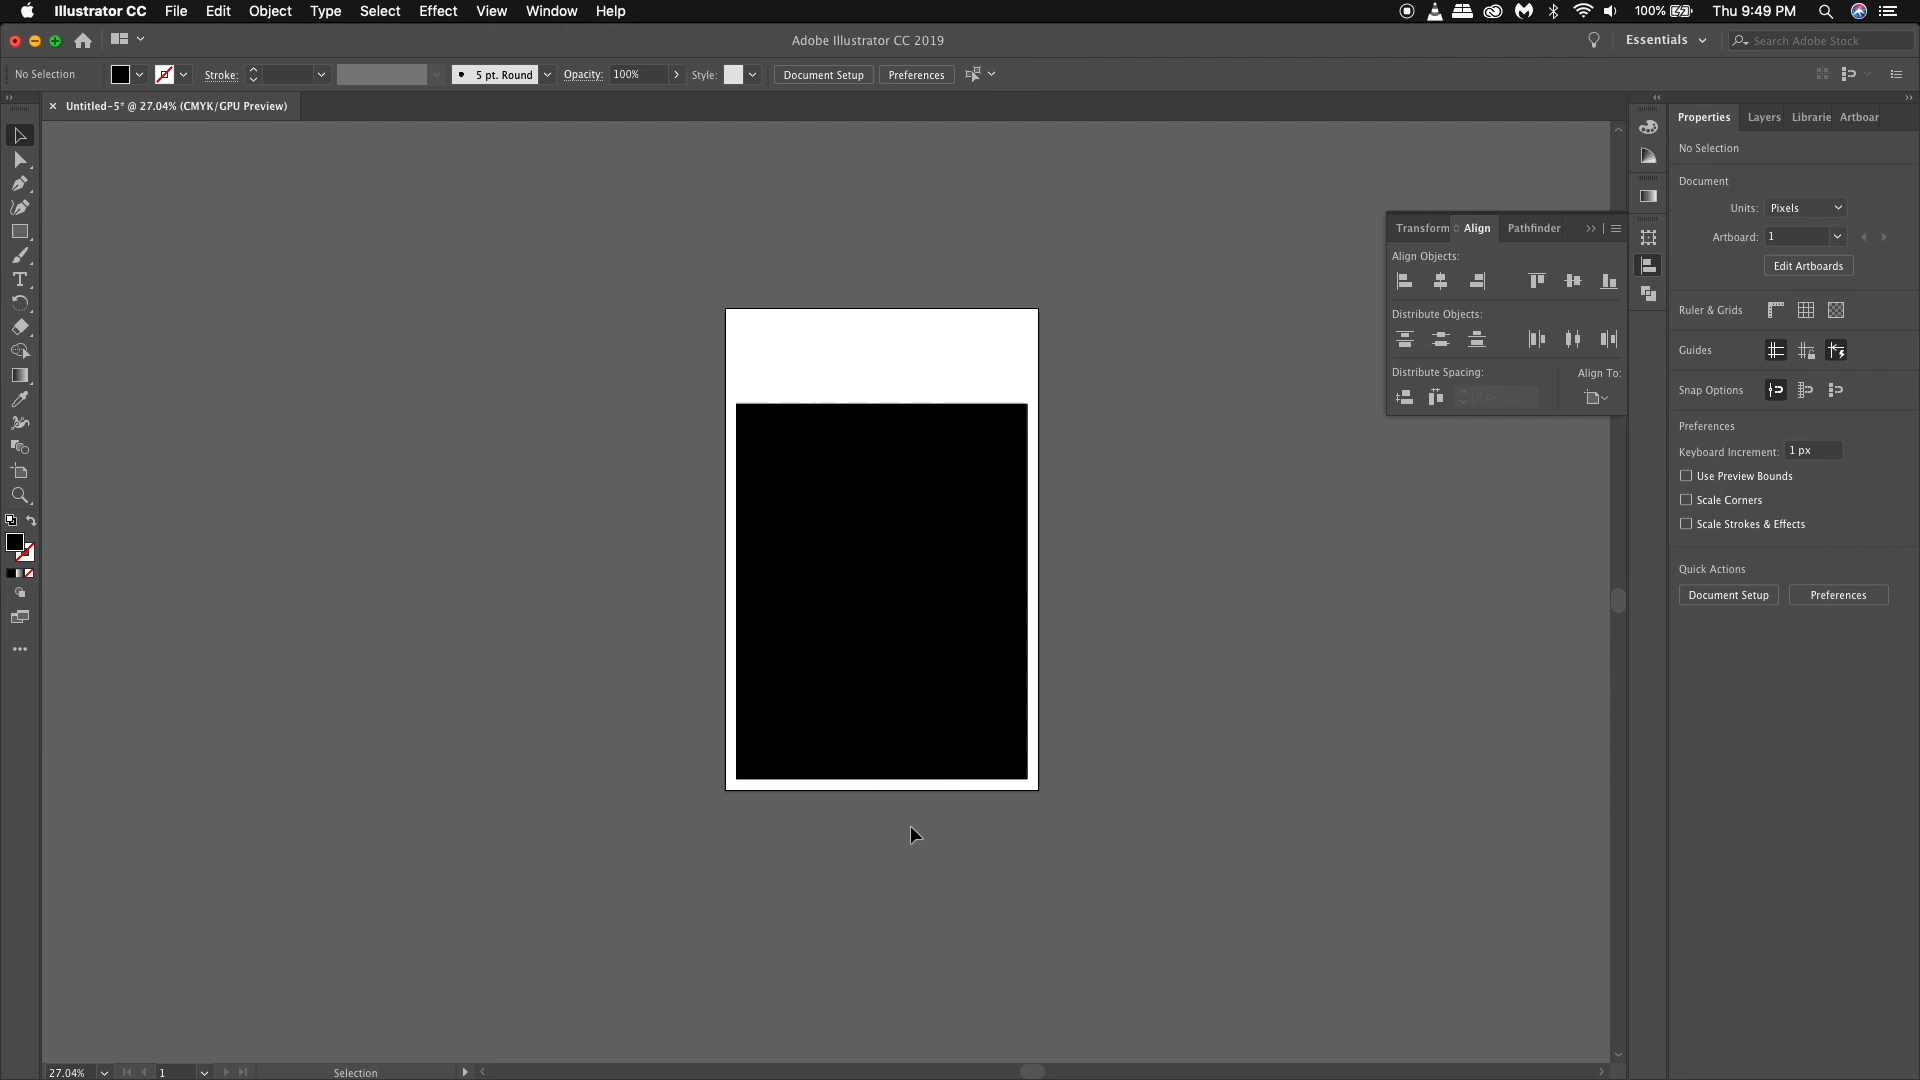 Illustrator CC File Edit Object Type Select Effect View Window Help 100% Thu 9:49 PM
Adobe Illustrator CC 2019 Essentials Search Adobe Stock
No Selection Stroke: 5 pt. Round Opacity: 100% Style: Document Setup Preferences
× Untitled-5* @ 27.04% (CMYK/GPU Preview)
Properties Layers Librarie Artboar
No Selection
Document
Units: Pixels
Artboard: 1
Edit Artboards
Ruler & Grids
Guides
Snap Options
Preferences
Keyboard Increment: 1 px
Use Preview Bounds
Scale Corners
Scale Strokes & Effects
Quick Actions
Document Setup Preferences
Transform Align Pathfinder
Align Objects:
Distribute Objects:
Distribute Spacing: Align To:
0 px
27.04% 1 Selection